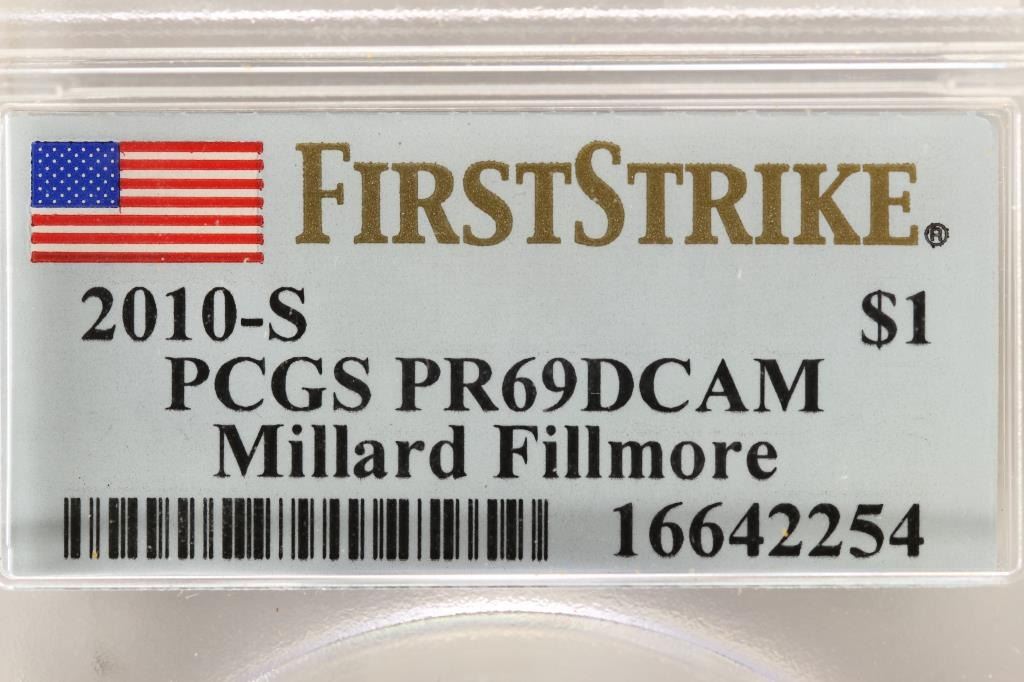 FIRSTSTRIKE®
2010-S $1
PCGS PR69DCAM
Millard Fillmore
16642254